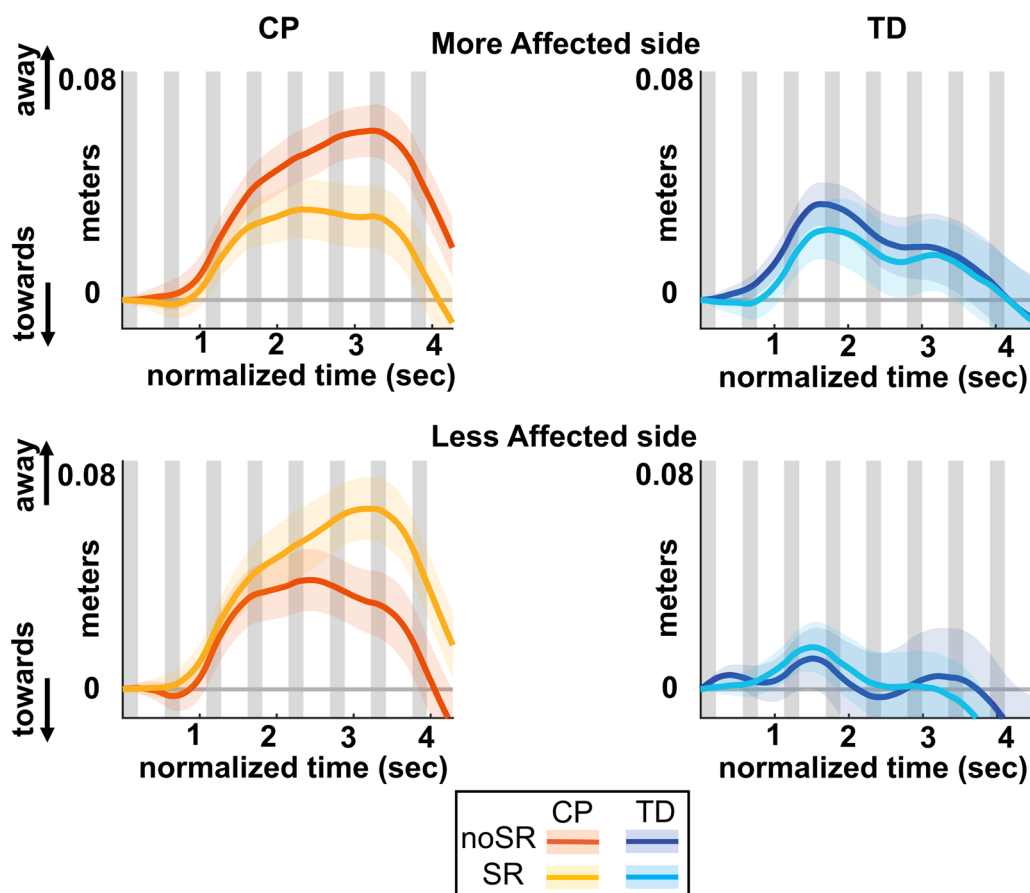 CP
TD
More Affected side
away
towards
meters
0.08
0
1 2 3 4
normalized time (sec)
meters
0.08
0
1 2 3 4
normalized time (sec)
Less Affected side
away
towards
meters
0.08
0
1 2 3 4
normalized time (sec)
meters
0.08
0
1 2 3 4
normalized time (sec)
CP TD
noSR
SR